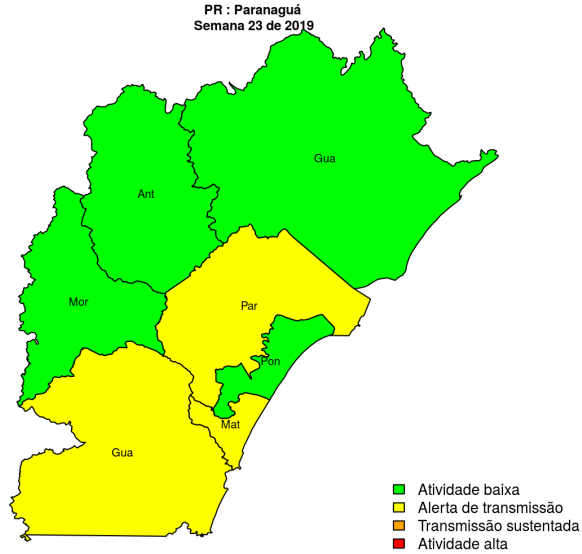 PR : Paranaguá
Semana 23 de 2019
Gua
Ant
Mor
Par
Pon
Mat
Gua
Atividade baixa
Alerta de transmissão
Transmissão sustentada
Atividade alta